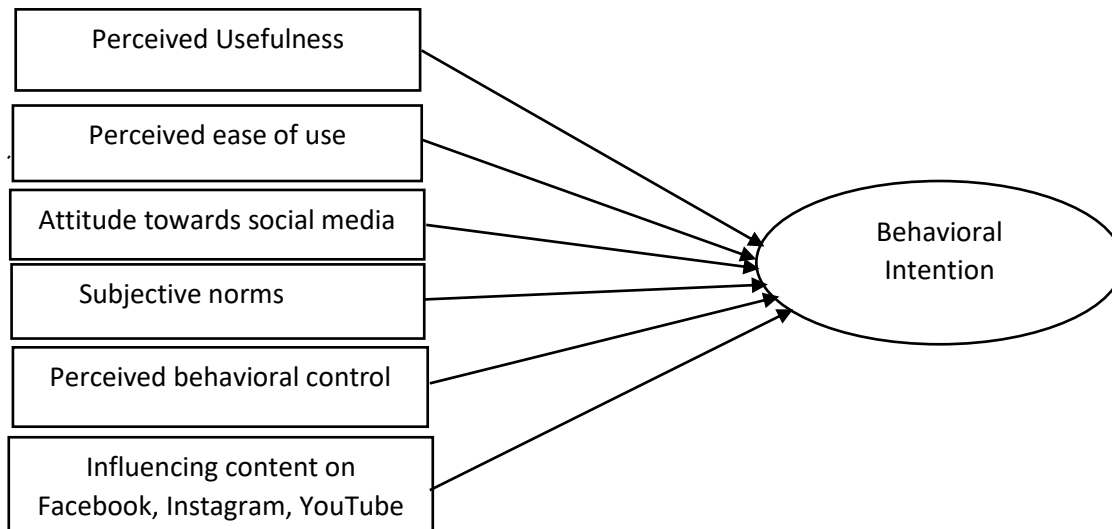 Perceived Usefulness
Perceived ease of use
Attitude towards social media
Subjective norms
Perceived behavioral control
Influencing content on
Facebook, Instagram, YouTube
Behavioral
Intention